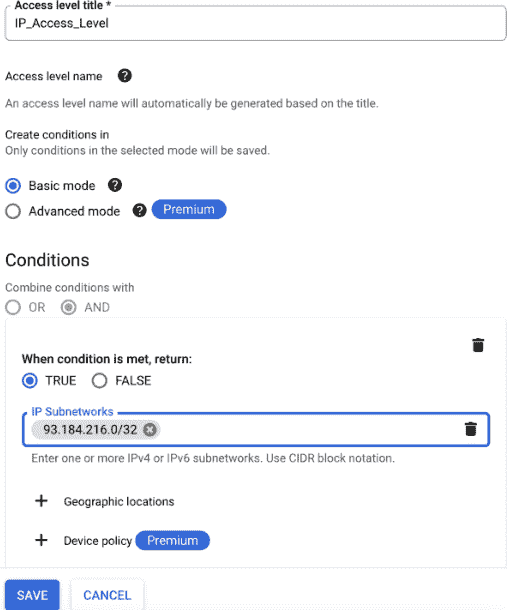 Access level title *
IP_Access_Level
Access level name ?
An access level name will automatically be generated based on the title.
Create conditions in
Only conditions in the selected mode will be saved.
Basic mode ?
Advanced mode ? Premium
Conditions
Combine conditions with
OR AND
When condition is met, return:
TRUE FALSE
IP Subnetworks
93.184.216.0/32
Enter one or more IPv4 or IPv6 subnetworks. Use CIDR block notation.
+ Geographic locations
+ Device policy Premium
SAVE CANCEL